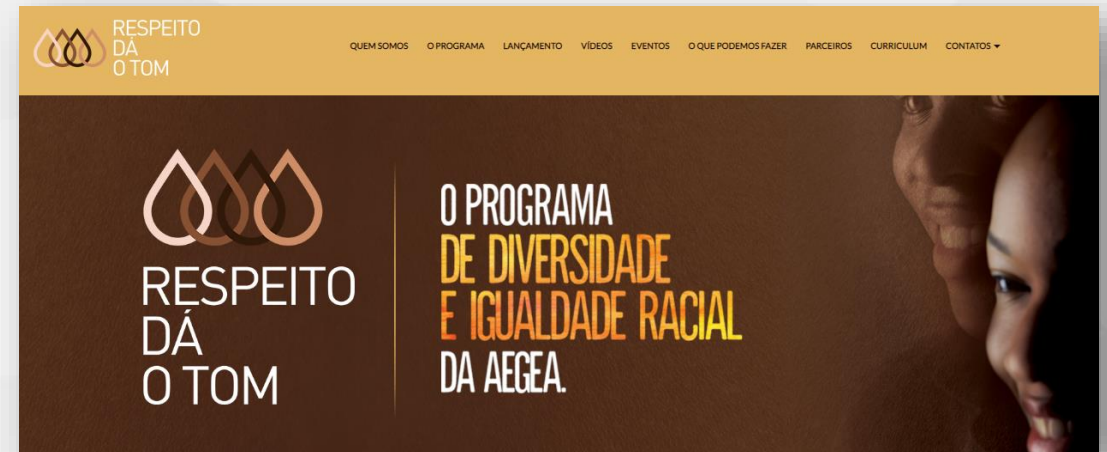 RESPEITO
DÁ
O TOM
QUEM SOMOS O PROGRAMA LANÇAMENTO VÍDEOS EVENTOS O QUE PODEMOS FAZER PARCEIROS CURRICULUM CONTATOS
RESPEITO
DÁ
O TOM
O PROGRAMA
DE DIVERSIDADE
E IGUALDADE RACIAL
DA AEGEA.